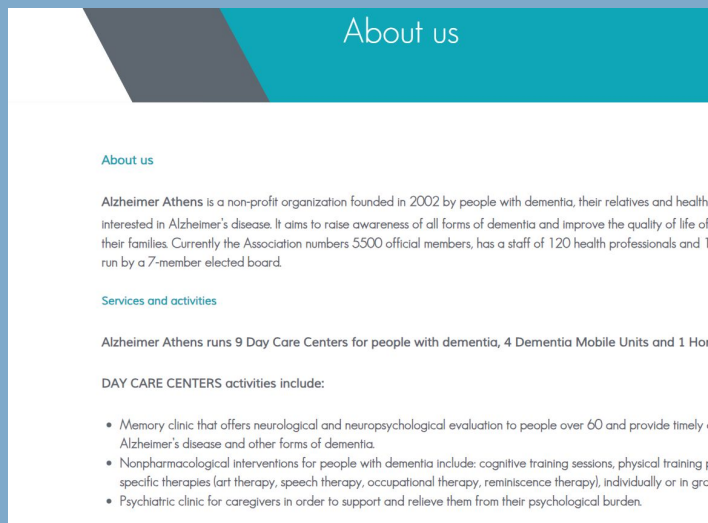 About us
About us
Alzheimer Athens is a non-profit organization founded in 2002 by people with dementia, their relatives and health
interested in Alzheimer's disease. It aims to raise awareness of all forms of dementia and improve the quality of life of
their families. Currently the Association numbers 5500 official members, has a staff of 120 health professionals and 1
run by a 7-member elected board.
Services and activities
Alzheimer Athens runs 9 Day Care Centers for people with dementia, 4 Dementia Mobile Units and 1
DAY CARE CENTERS activities include:
• Memory clinic that offers neurological and neuropsychological evaluation to people over 60 and provide timely
Alzheimer's disease and other forms of dementia.
• Nonpharmacological interventions for people with dementia include: cognitive training sessions, physical training
specific therapies (art therapy, speech therapy, occupational therapy, reminiscence therapy), individually or in
• Psychiatric clinic for caregivers in order to support and relieve them from their psychological burden.